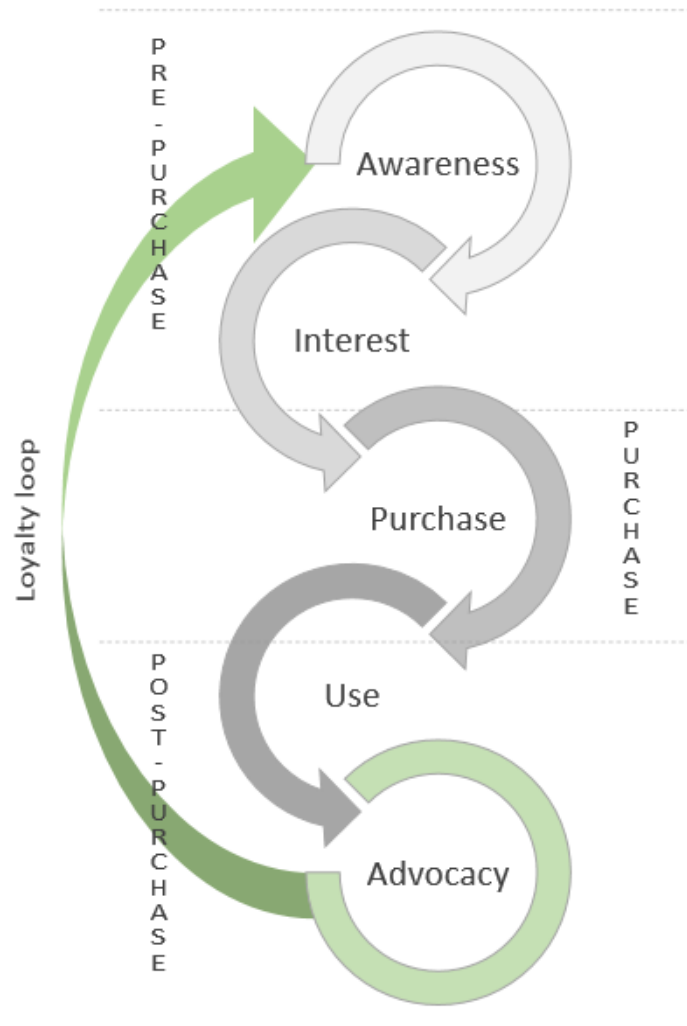 PRE-PURCHASE
Awareness
Interest
Loyalty loop
PURCHASE
Purchase
Use
POST-PURCHASE
Advocacy